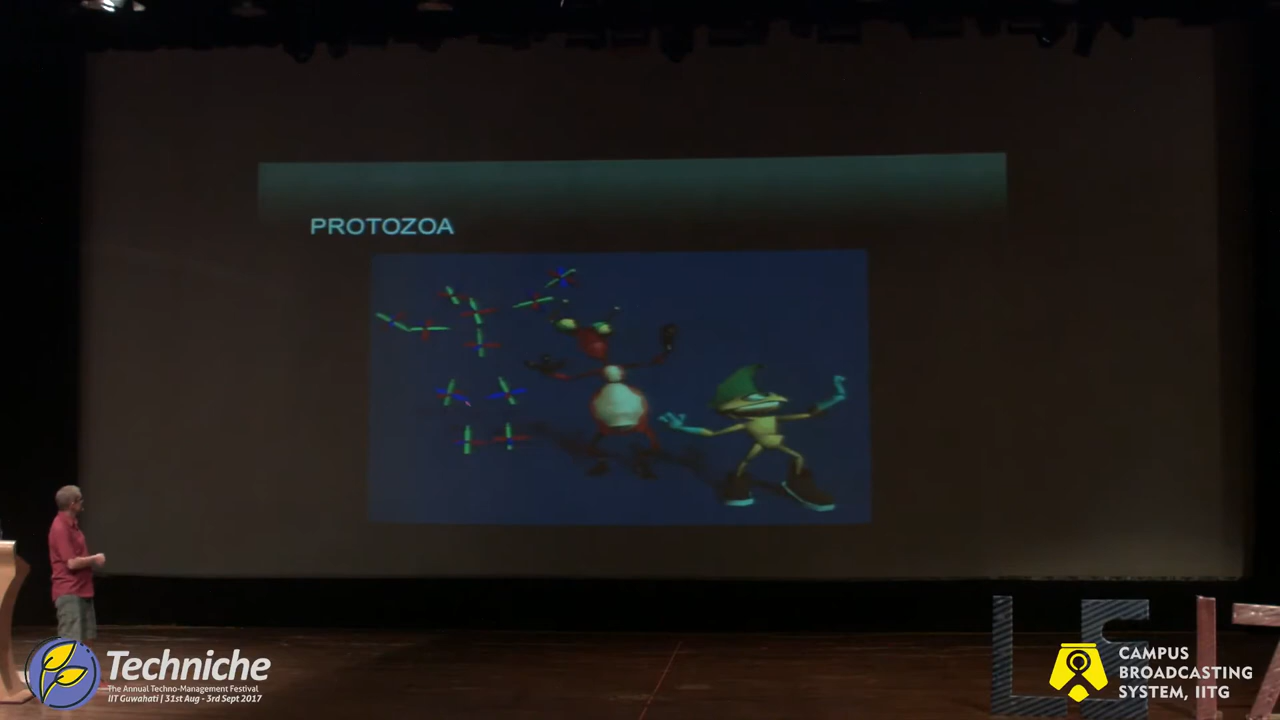 PROTOZOA
Techniche
The Annual Techno-Management Festival
IIT Guwahati | 31st Aug - 3rd Sept 2017
CAMPUS
BROADCASTING
SYSTEM, IITG